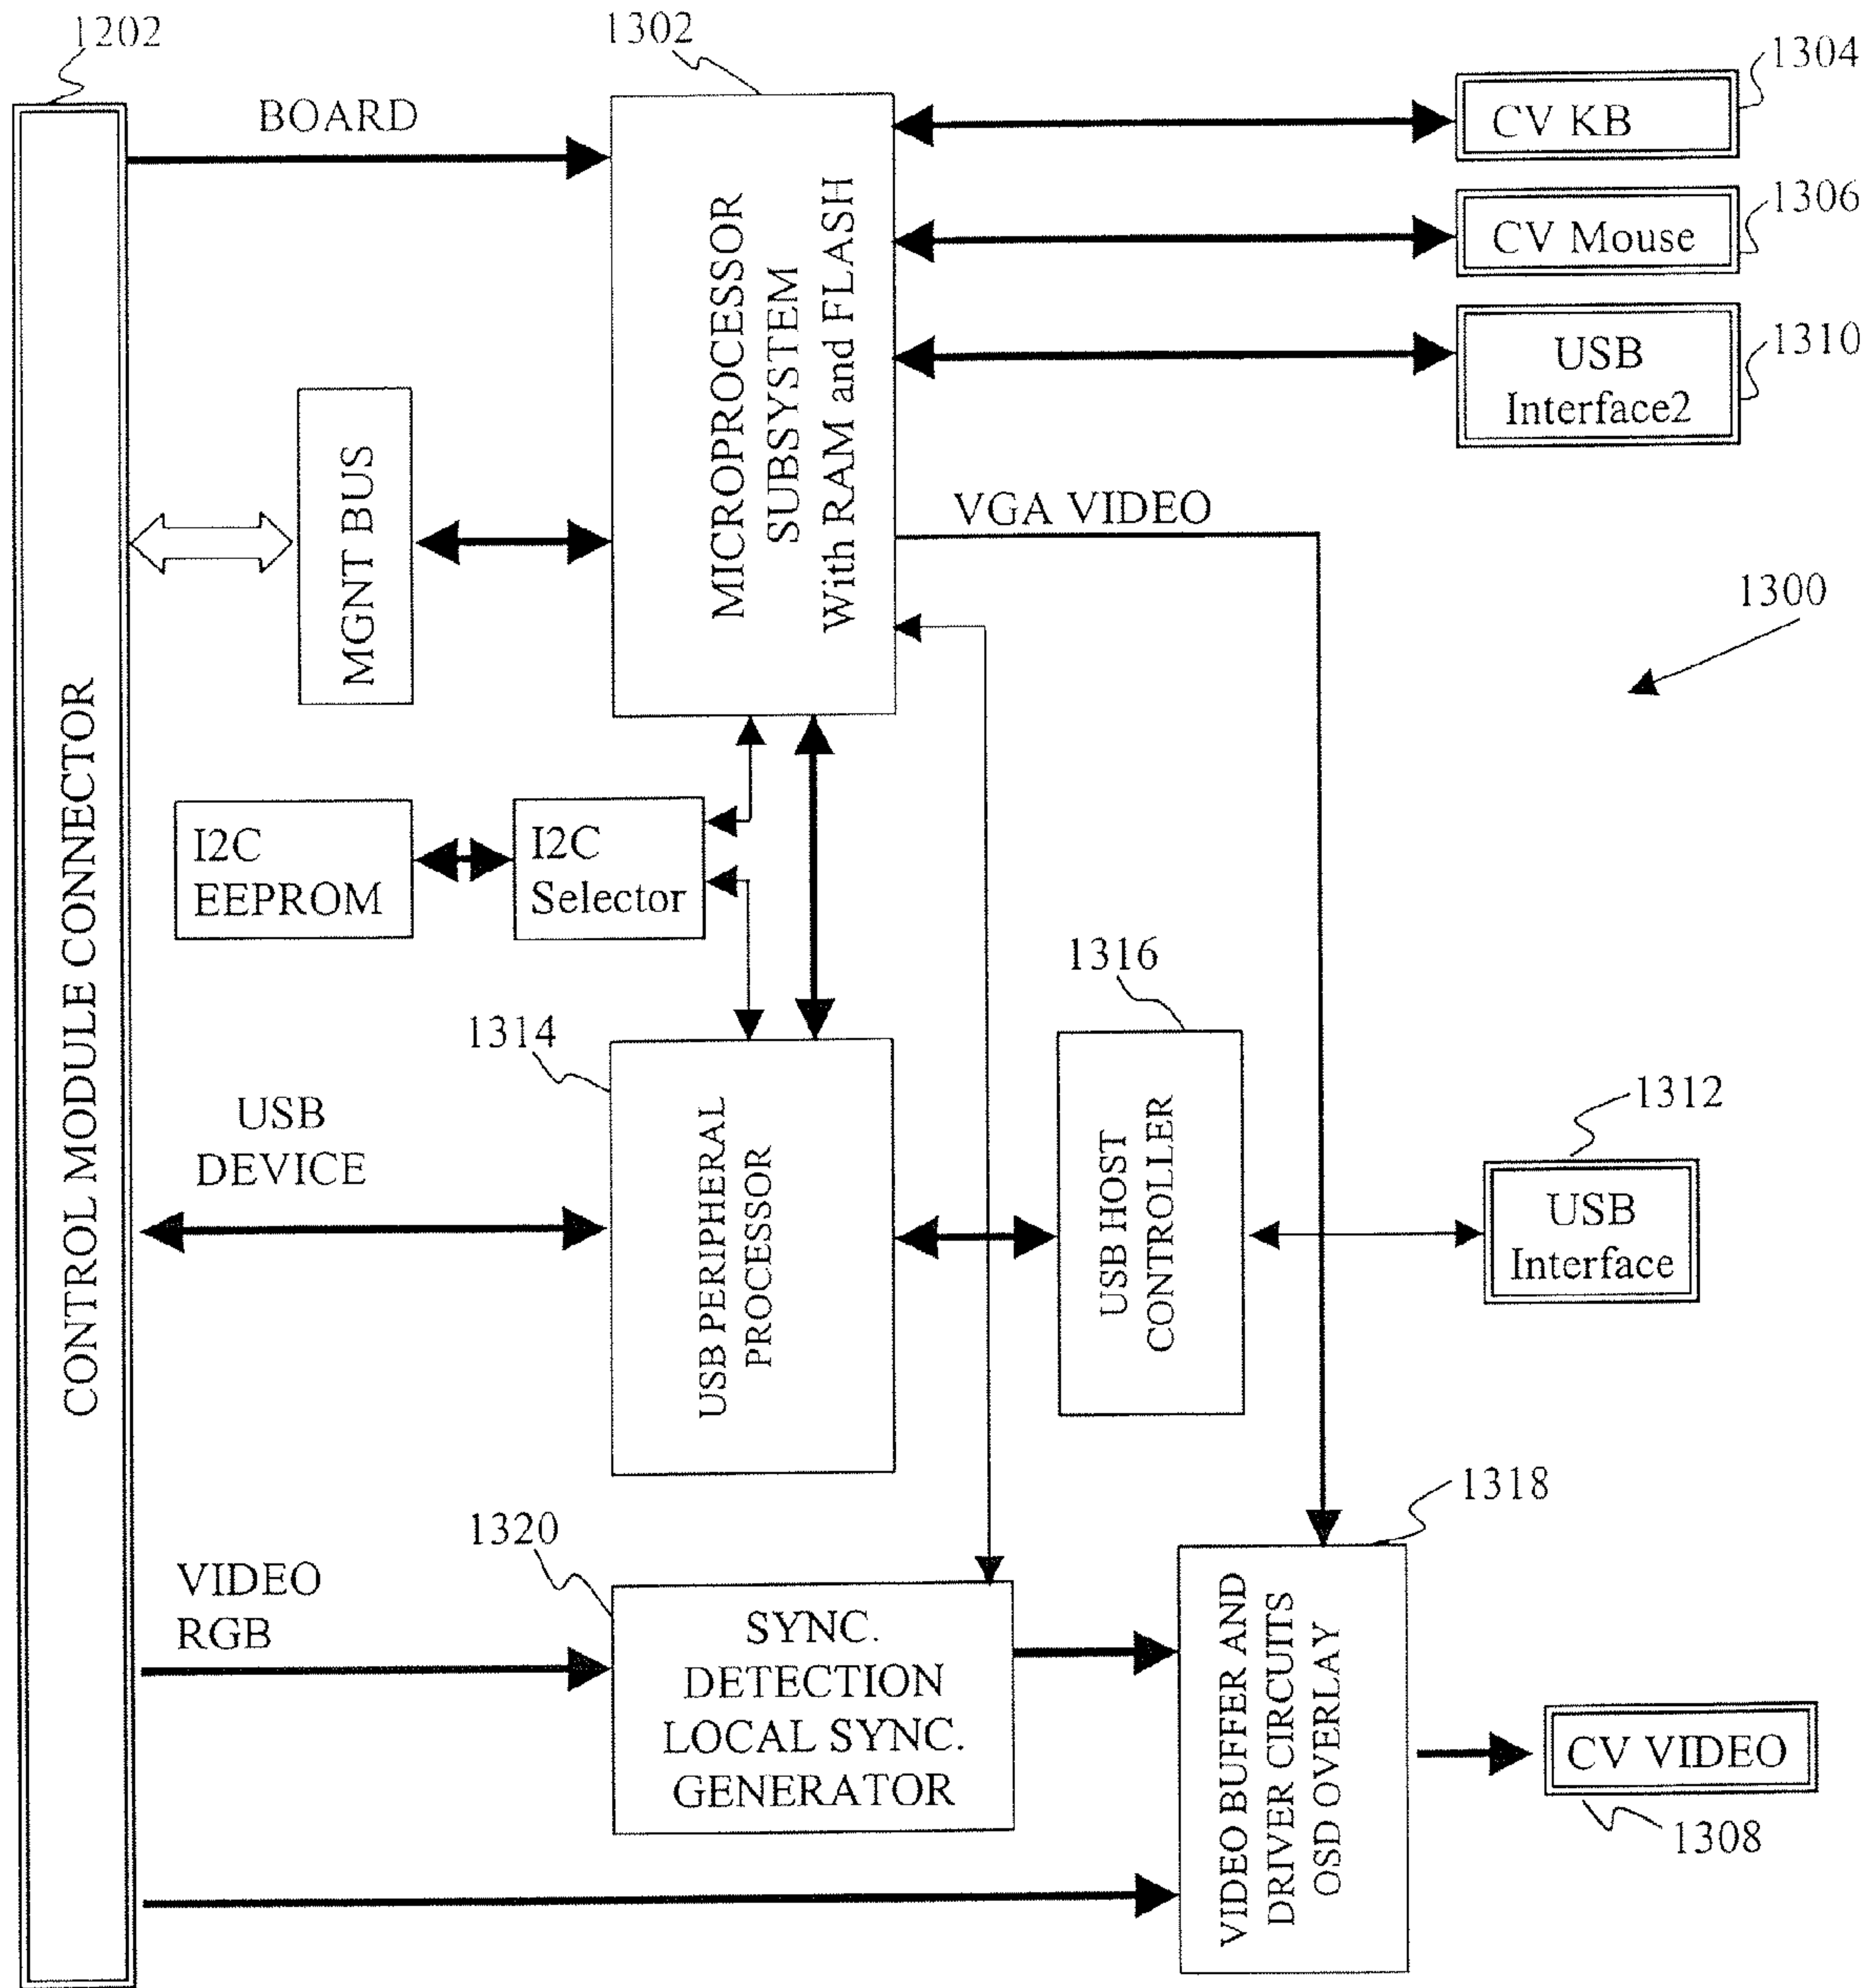 1202
1302
1304
BOARD
CV KB
1306
CV Mouse
1310
USB
Interface2
MICROPROCESSOR
SUBSYSTEM
With RAM and FLASH
MGNT BUS
VGA VIDEO
1300
CONTROL MODULE CONNECTOR
I2C
EEPROM
I2C
Selector
1316
1314
1312
USB
DEVICE
USB PERIPHERAL
PROCESSOR
USB HOST
CONTROLLER
USB
Interface
1318
1320
VIDEO
RGB
SYNC.
DETECTION
LOCAL SYNC.
GENERATOR
VIDEO BUFFER AND
DRIVER CIRCUITS
OSD OVERLAY
CV VIDEO
1308